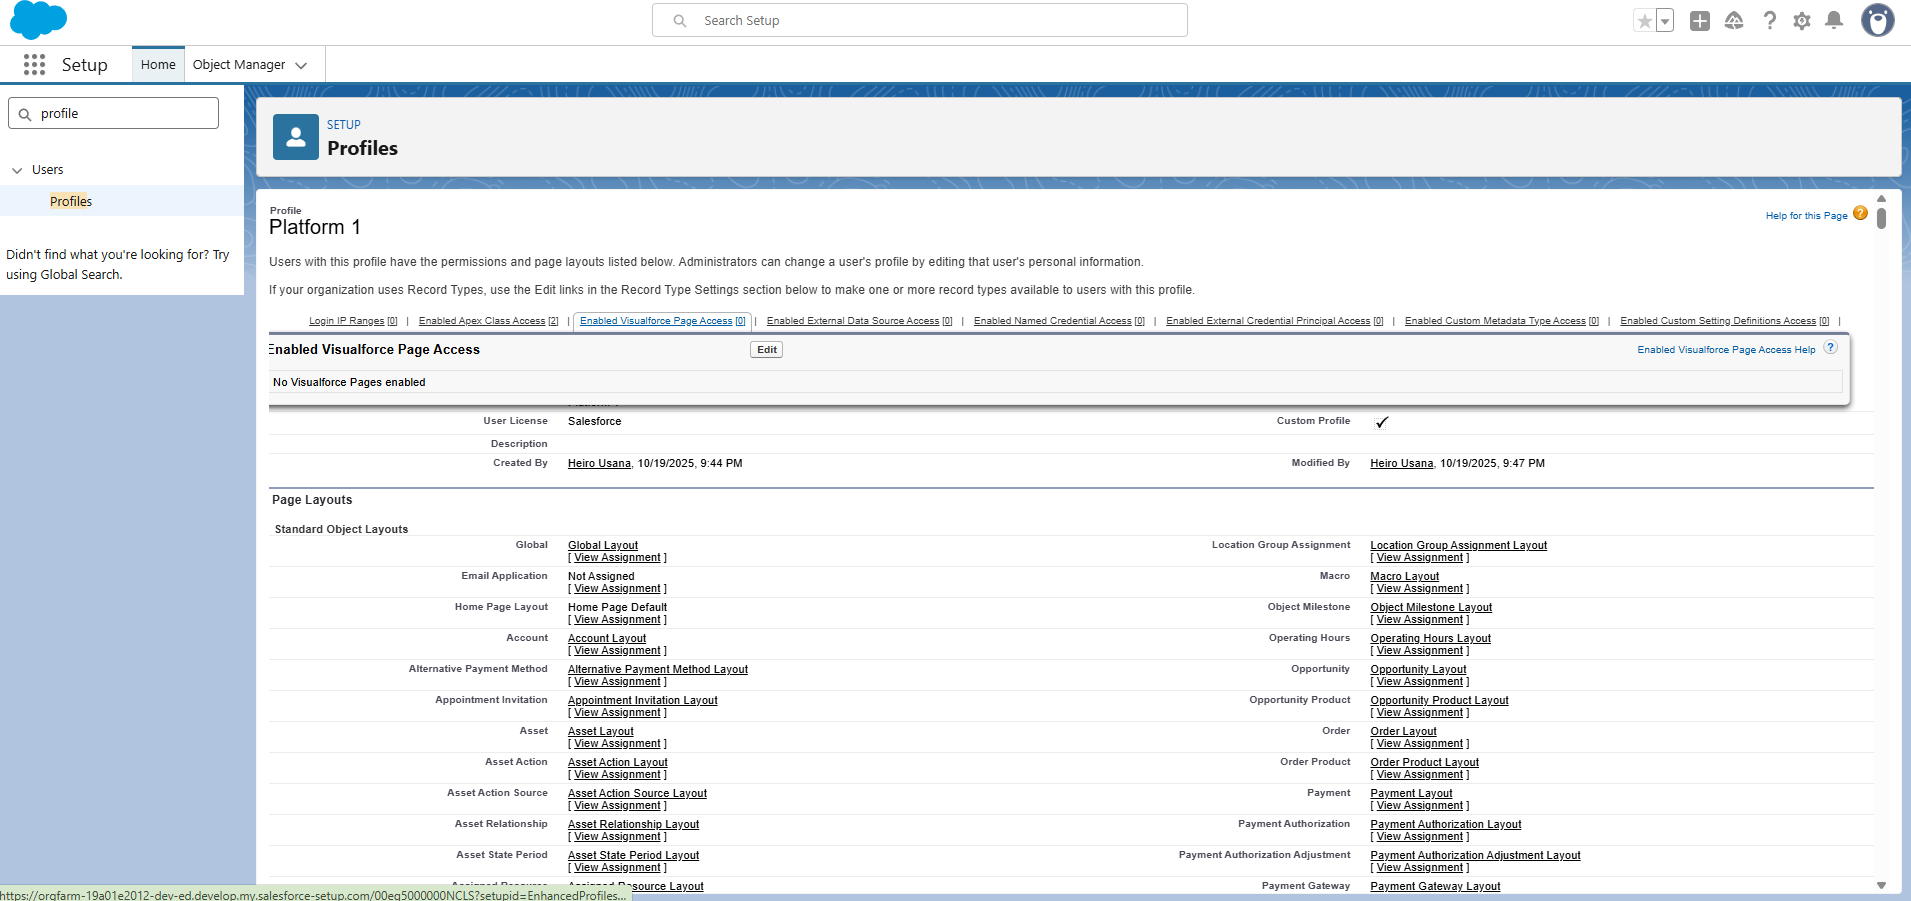 Search Setup
Setup
Home
Object Manager
profile
Users
Profiles
Didn't find what you're looking for? Try
using Global Search.
SETUP
Profiles
Profile
Platform 1
Help for this Page
Users with this profile have the permissions and page layouts listed below. Administrators can change a user's profile by editing that user's personal information.
If your organization uses Record Types, use the Edit links in the Record Type Settings section below to make one or more record types available to users with this profile.
Login IP Ranges [0] | Enabled Apex Class Access [2] | Enabled Visualforce Page Access [0] | Enabled External Data Source Access [0] | Enabled Named Credential Access [0] | Enabled External Credential Principal Access [0] | Enabled Custom Metadata Type Access [0] | Enabled Custom Setting Definitions Access [0] |
Enabled Visualforce Page Access Edit Enabled Visualforce Page Access Help ?
No Visualforce Pages enabled
User License Salesforce Custom Profile
Description
Created By Heiro Usana, 10/19/2025, 9:44 PM Modified By Heiro Usana, 10/19/2025, 9:47 PM
Page Layouts
Standard Object Layouts
Global Global Layout Location Group Assignment Location Group Assignment Layout
[ View Assignment ] [ View Assignment ]
Email Application Not Assigned Macro Macro Layout
[ View Assignment ] [ View Assignment ]
Home Page Layout Home Page Default Object Milestone Object Milestone Layout
[ View Assignment ] [ View Assignment ]
Account Account Layout Operating Hours Operating Hours Layout
[ View Assignment ] [ View Assignment ]
Alternative Payment Method Alternative Payment Method Layout Opportunity Opportunity Layout
[ View Assignment ] [ View Assignment ]
Appointment Invitation Appointment Invitation Layout Opportunity Product Opportunity Product Layout
[ View Assignment ] [ View Assignment ]
Asset Asset Layout Order Order Layout
[ View Assignment ] [ View Assignment ]
Asset Action Asset Action Layout Order Product Order Product Layout
[ View Assignment ] [ View Assignment ]
Asset Action Source Asset Action Source Layout Payment Payment Layout
[ View Assignment ] [ View Assignment ]
Asset Relationship Asset Relationship Layout Payment Authorization Payment Authorization Layout
[ View Assignment ] [ View Assignment ]
Asset State Period Asset State Period Layout Payment Authorization Adjustment Payment Authorization Adjustment Layout
[ View Assignment ] [ View Assignment ]
Resource Layout Payment Gateway Payment Gateway Layout
https://orgfarm-19a01e2012-dev-ed.develop.my.salesforce-setup.com/00eg5000000NCLS?setupid=EnhancedProfiles...